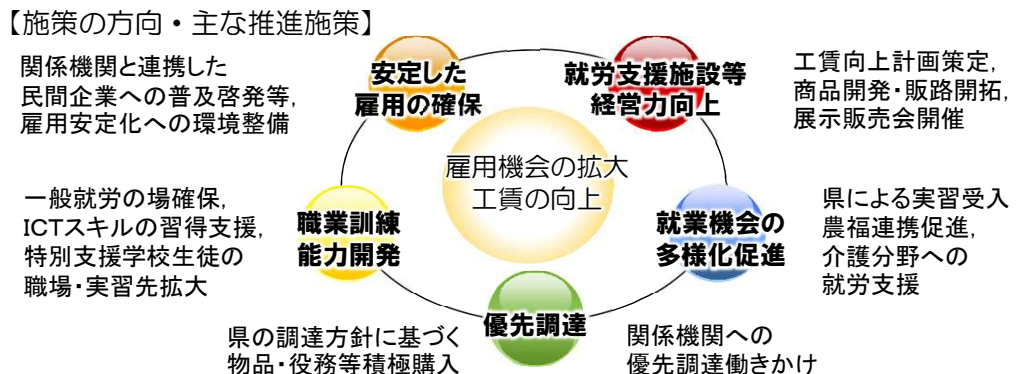 【施策の方向・主な推進施策】
関係機関と連携した
民間企業への普及啓発等,
雇用安定化への環境整備
安定した
雇用の確保
就労支援施設等
経営力向上
工賃向上計画策定,
商品開発・販路開拓,
展示販売会開催
雇用機会の拡大
工賃の向上
一般就労の場確保,
ICTスキルの習得支援,
特別支援学校生徒の
職場・実習先拡大
職業訓練
能力開発
就業機会の
多様化促進
県による実習受入
農福連携促進,
介護分野への
就労支援
優先調達
県の調達方針に基づく
物品・役務等積極購入
関係機関への
優先調達働きかけ